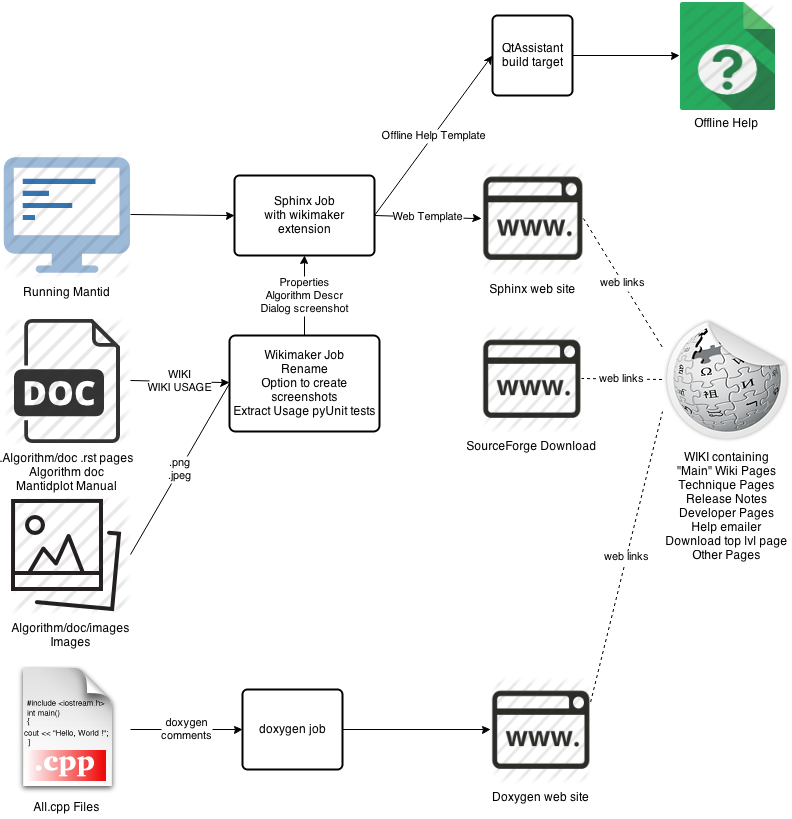 QtAssistant
build target
?
Offline Help
Offline Help Template
Running Mantid
Sphinx Job
with wikimaker
extension
Web Template
www.
Sphinx web site
web links
Properties
Algorithm Descr
Dialog screenshot
DOC
.Algorithm/doc .rst pages
Algorithm doc
Mantidplot Manual
WIKI
WIKI USAGE
Wikimaker Job
Rename
Option to create
screenshots
Extract Usage pyUnit tests
www.
SourceForge Download
web links
Ω
И
祖
WIKI containing
"Main" Wiki Pages
Technique Pages
Release Notes
Developer Pages
Help emailer
Download top lvl page
Other Pages
.png
.jpeg
Algorithm/doc/images
Images
web links
#include <iostream.h>
int main()
{
cout << "Hello, World !";
}
.cpp
All.cpp Files
doxygen
comments
doxygen job
www.
Doxygen web site